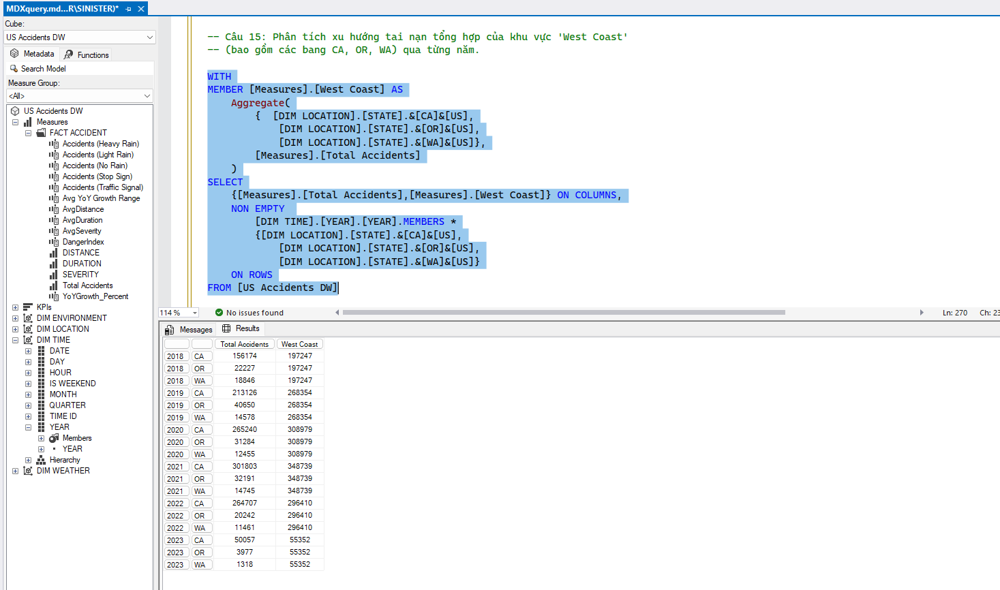 MDXquery.md...R\SINISTER)*
Cube:
US Accidents DW
Metadata
Functions
Search Model
Measure Group:
<All>
US Accidents DW
Measures
FACT ACCIDENT
Accidents (Heavy Rain)
Accidents (Light Rain)
Accidents (No Rain)
Accidents (Stop Sign)
Accidents (Traffic Signal)
Avg YoY Growth Range
AvgDistance
AvgDuration
AvgSeverity
DangerIndex
DISTANCE
DURATION
SEVERITY
Total Accidents
YoYGrowth_Percent
KPIs
DIM ENVIRONMENT
DIM LOCATION
DIM TIME
DATE
DAY
HOUR
IS WEEKEND
MONTH
QUARTER
TIME ID
YEAR
Members
YEAR
Hierarchy
DIM WEATHER
-- Câu 15: Phân tích xu hướng tai nạn tổng hợp của khu vực 'West Coast'
-- (bao gồm các bang CA, OR, WA) qua từng năm.
WITH
MEMBER [Measures].[West Coast] AS
Aggregate(
{ [DIM LOCATION].[STATE].&[CA]&[US],
[DIM LOCATION].[STATE].&[OR]&[US],
[DIM LOCATION].[STATE].&[WA]&[US]},
[Measures].[Total Accidents]
)
SELECT
{[Measures].[Total Accidents],[Measures].[West Coast]} ON COLUMNS,
NON EMPTY
[DIM TIME].[YEAR].[YEAR].MEMBERS *
{[DIM LOCATION].[STATE].&[CA]&[US],
[DIM LOCATION].[STATE].&[OR]&[US],
[DIM LOCATION].[STATE].&[WA]&[US]}
ON ROWS
FROM [US Accidents DW]
114 %
No issues found
Ln: 270 Ch: 23
Messages
Results
Total Accidents West Coast
2018 CA 156174 197247
2018 OR 22227 197247
2018 WA 18846 197247
2019 CA 213126 268354
2019 OR 40650 268354
2019 WA 14578 268354
2020 CA 265240 308979
2020 OR 31284 308979
2020 WA 12455 308979
2021 CA 301803 348739
2021 OR 32191 348739
2021 WA 14745 348739
2022 CA 264707 296410
2022 OR 20242 296410
2022 WA 11461 296410
2023 CA 50057 55352
2023 OR 3977 55352
2023 WA 1318 55352